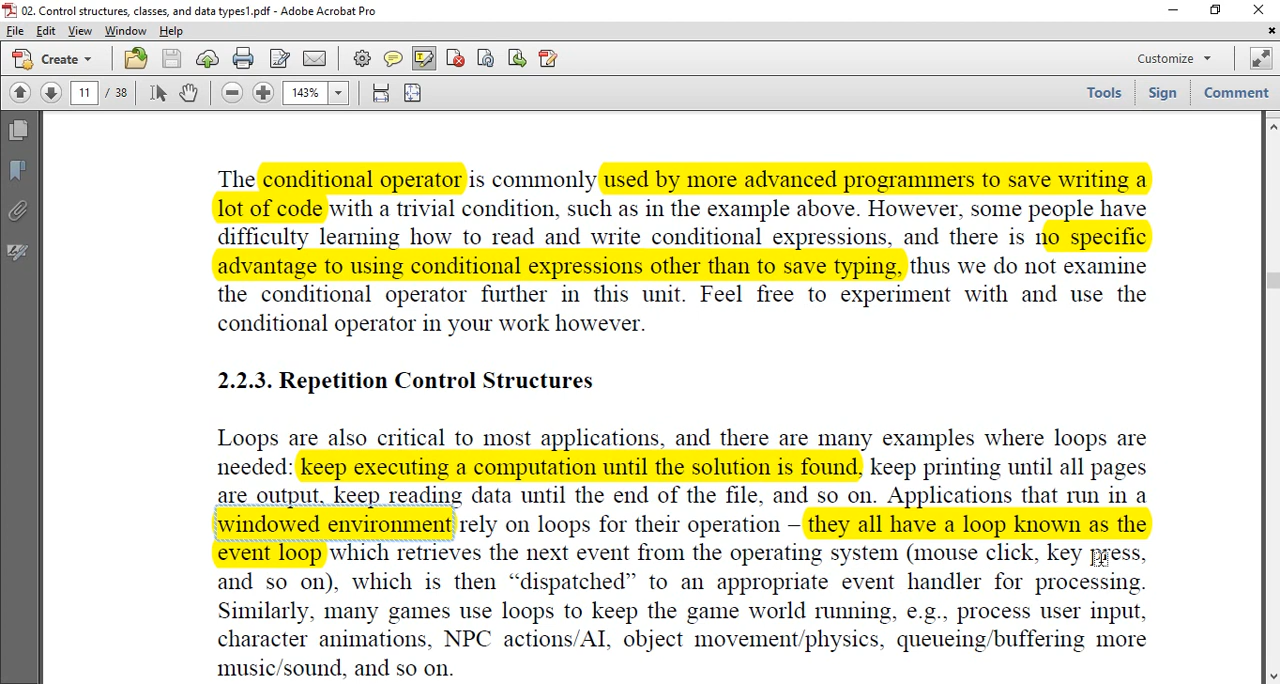 02. Control structures, classes, and data types1.pdf - Adobe Acrobat Pro
File Edit View Window Help
Create
Customize
11 / 38
143%
Tools Sign Comment
The conditional operator is commonly used by more advanced programmers to save writing a
lot of code with a trivial condition, such as in the example above. However, some people have
difficulty learning how to read and write conditional expressions, and there is no specific
advantage to using conditional expressions other than to save typing, thus we do not examine
the conditional operator further in this unit. Feel free to experiment with and use the
conditional operator in your work however.
2.2.3. Repetition Control Structures
Loops are also critical to most applications, and there are many examples where loops are
needed: keep executing a computation until the solution is found, keep printing until all pages
are output, keep reading data until the end of the file, and so on. Applications that run in a
windowed environment rely on loops for their operation – they all have a loop known as the
event loop which retrieves the next event from the operating system (mouse click, key press,
and so on), which is then “dispatched” to an appropriate event handler for processing.
Similarly, many games use loops to keep the game world running, e.g., process user input,
character animations, NPC actions/AI, object movement/physics, queueing/buffering more
music/sound, and so on.